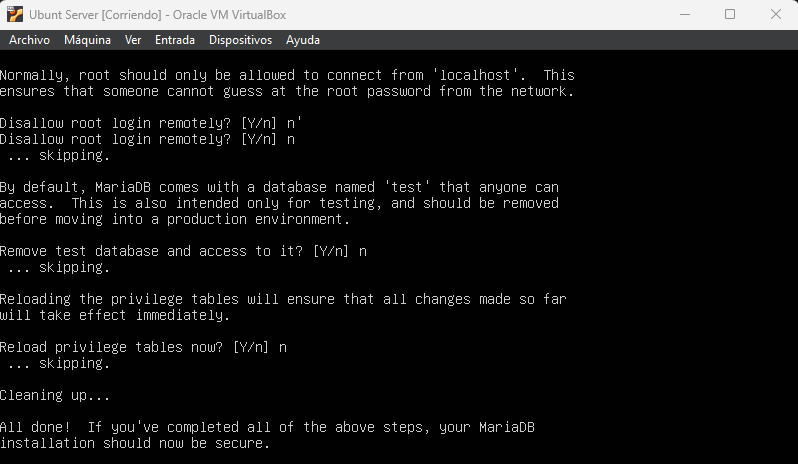 Ubunt Server [Corriendo] - Oracle VM VirtualBox
Archivo Máquina Ver Entrada Dispositivos Ayuda
Normally, root should only be allowed to connect from 'localhost'.  This
ensures that someone cannot guess at the root password from the network.
Disallow root login remotely? [Y/n] n'
Disallow root login remotely? [Y/n] n
 ... skipping.
By default, MariaDB comes with a database named 'test' that anyone can
access.  This is also intended only for testing, and should be removed
before moving into a production environment.
Remove test database and access to it? [Y/n] n
 ... skipping.
Reloading the privilege tables will ensure that all changes made so far
will take effect immediately.
Reload privilege tables now? [Y/n] n
 ... skipping.
Cleaning up...
All done!  If you've completed all of the above steps, your MariaDB
installation should now be secure.